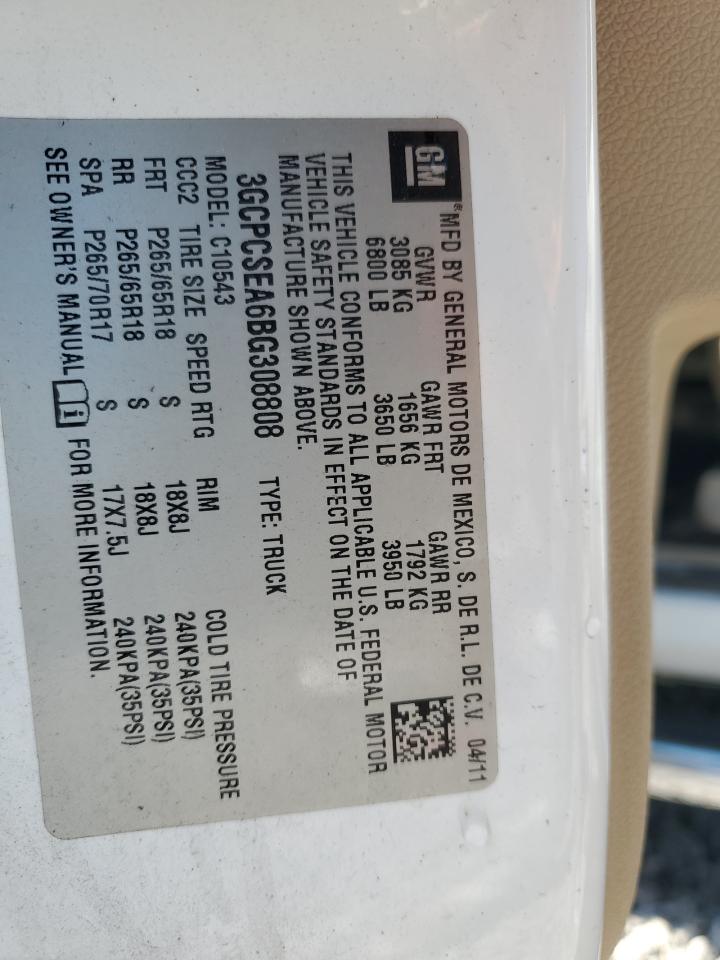 GM
®MFD BY GENERAL MOTORS DE MEXICO, S. DE R.L. DE C.V. 04/11
GVWR GAWR FRT GAWR RR
3085 KG 1656 KG 1792 KG
6800 LB 3650 LB 3950 LB
THIS VEHICLE CONFORMS TO ALL APPLICABLE U.S. FEDERAL MOTOR
VEHICLE SAFETY STANDARDS IN EFFECT ON THE DATE OF
MANUFACTURE SHOWN ABOVE.
3GCPCSEA6BG308808 TYPE: TRUCK
MODEL: C10543
CCC2 TIRE SIZE SPEED RTG RIM COLD TIRE PRESSURE
FRT P265/65R18 S 18X8J 240KPA(35PSI)
RR P265/65R18 S 18X8J 240KPA(35PSI)
SPA P265/70R17 S 17X7.5J 240KPA(35PSI)
SEE OWNER'S MANUAL i FOR MORE INFORMATION.